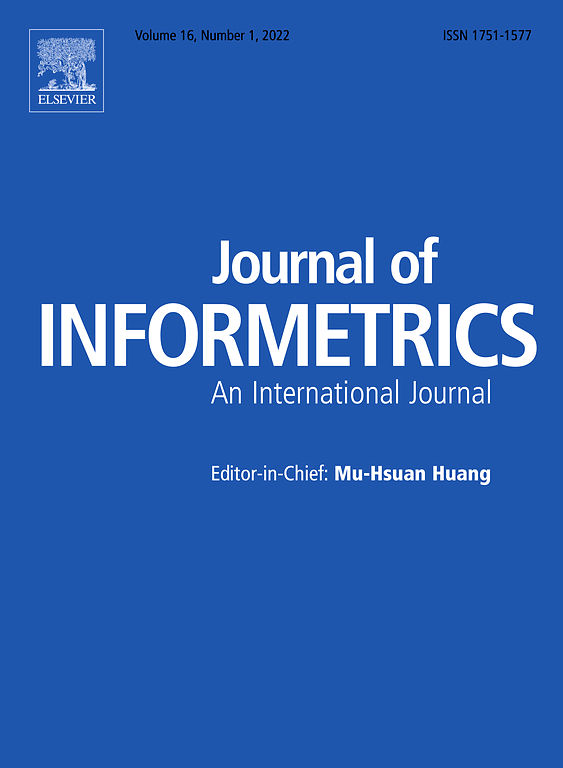 Volume 16, Number 1, 2022
ISSN 1751-1577
ELSEVIER
Journal of
INFORMETRICS
An International Journal
Editor-in-Chief: Mu-Hsuan Huang